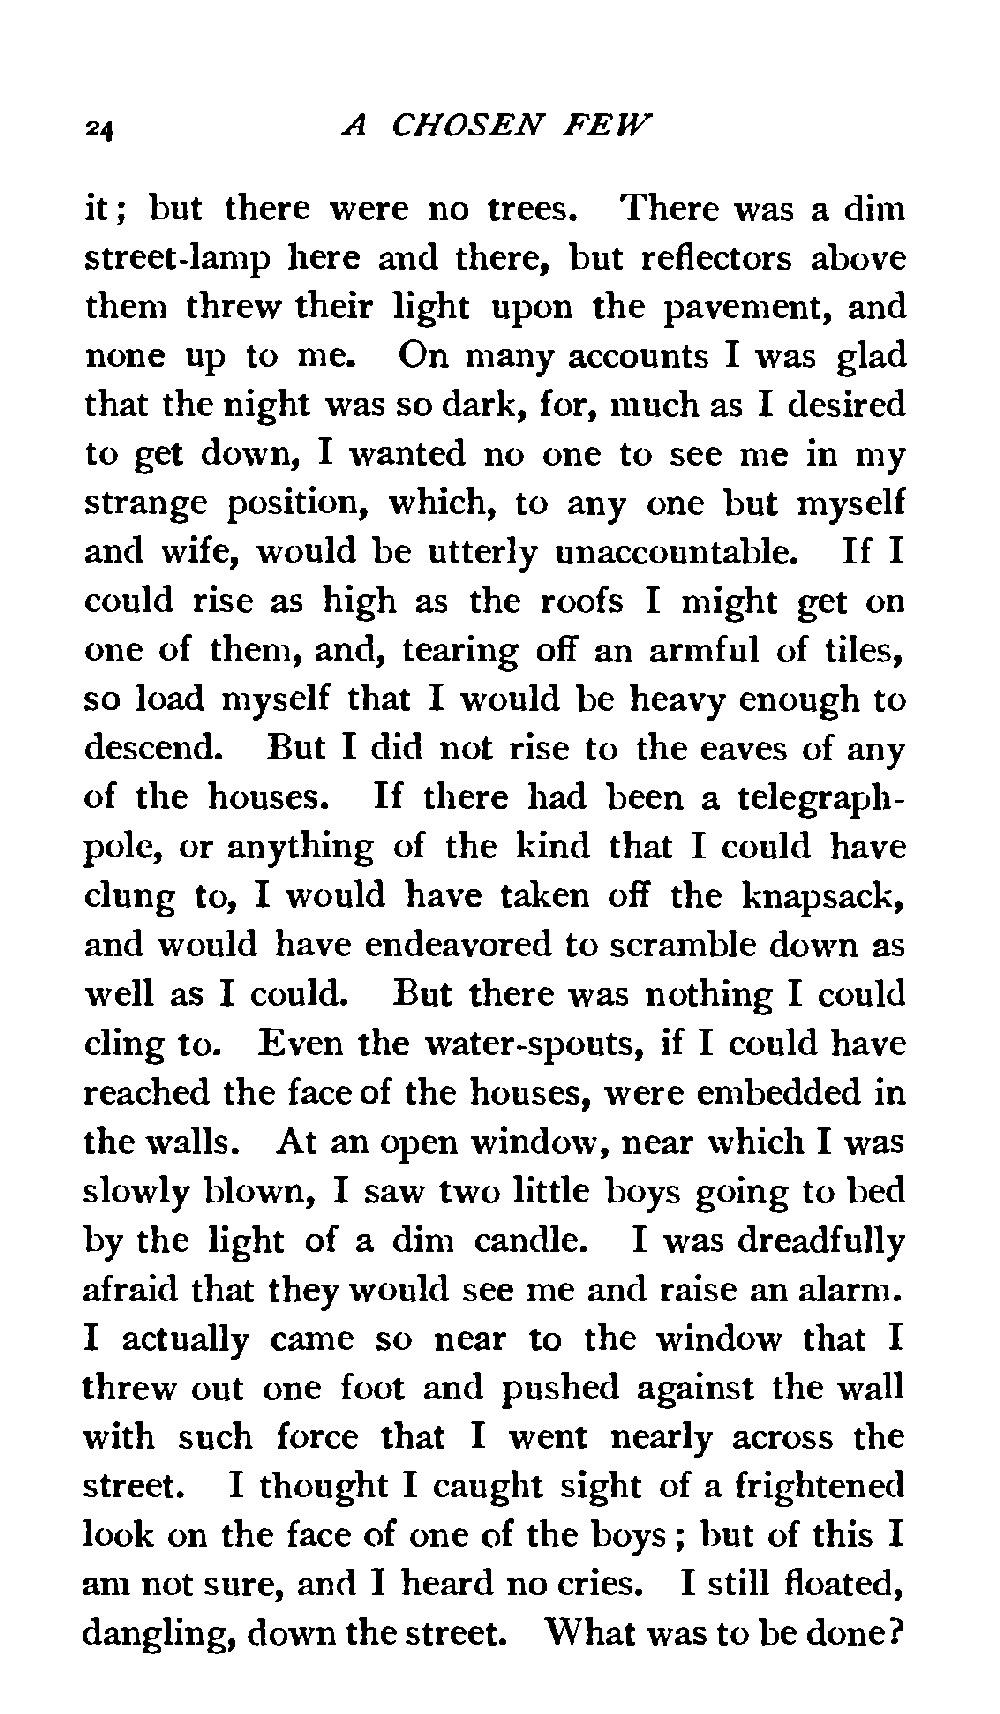 24 A CHOSEN FEW
it; but there were no trees. There was a dim
street-lamp here and there, but reflectors above
them threw their light upon the pavement, and
none up to me. On many accounts I was glad
that the night was so dark, for, much as I desired
to get down, I wanted no one to see me in my
strange position, which, to any one but myself
and wife, would be utterly unaccountable. If I
could rise as high as the roofs I might get on
one of them, and, tearing off an armful of tiles,
so load myself that I would be heavy enough to
descend. But I did not rise to the eaves of any
of the houses. If there had been a telegraph-
pole, or anything of the kind that I could have
clung to, I would have taken off the knapsack,
and would have endeavored to scramble down as
well as I could. But there was nothing I could
cling to. Even the water-spouts, if I could have
reached the face of the houses, were embedded in
the walls. At an open window, near which I was
slowly blown, I saw two little boys going to bed
by the light of a dim candle. I was dreadfully
afraid that they would see me and raise an alarm.
I actually came so near to the window that I
threw out one foot and pushed against the wall
with such force that I went nearly across the
street. I thought I caught sight of a frightened
look on the face of one of the boys; but of this I
am not sure, and I heard no cries. I still floated,
dangling, down the street. What was to be done?